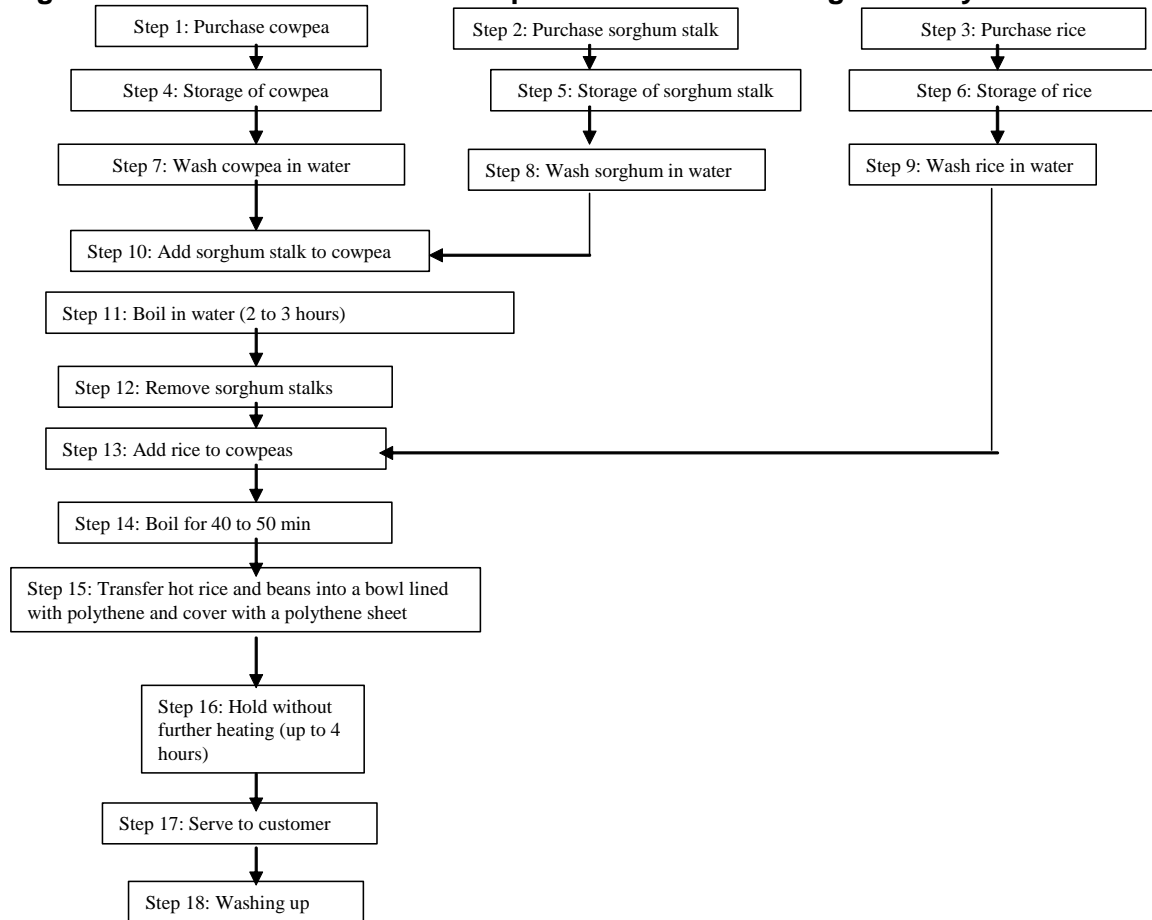 Step 1: Purchase cowpea
Step 2: Purchase sorghum stalk
Step 3: Purchase rice
Step 4: Storage of cowpea
Step 5: Storage of sorghum stalk
Step 6: Storage of rice
Step 7: Wash cowpea in water
Step 8: Wash sorghum in water
Step 9: Wash rice in water
Step 10: Add sorghum stalk to cowpea
Step 11: Boil in water (2 to 3 hours)
Step 12: Remove sorghum stalks
Step 13: Add rice to cowpeas
Step 14: Boil for 40 to 50 min
Step 15: Transfer hot rice and beans into a bowl lined
with polythene and cover with a polythene sheet
Step 16: Hold without
further heating (up to 4
hours)
Step 17: Serve to customer
Step 18: Washing up